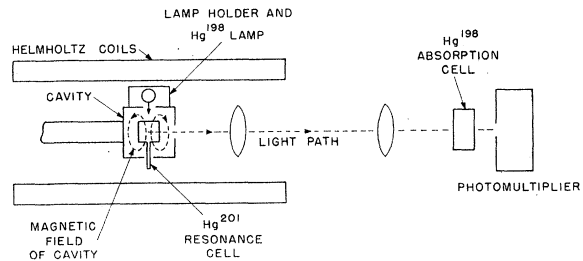 LAMP HOLDER AND
Hg198 LAMP
HELMHOLTZ COILS
CAVITY
Hg198
ABSORPTION
CELL
LIGHT PATH
PHOTOMULTIPLIER
MAGNETIC
FIELD
OF CAVITY
Hg201
RESONANCE
CELL